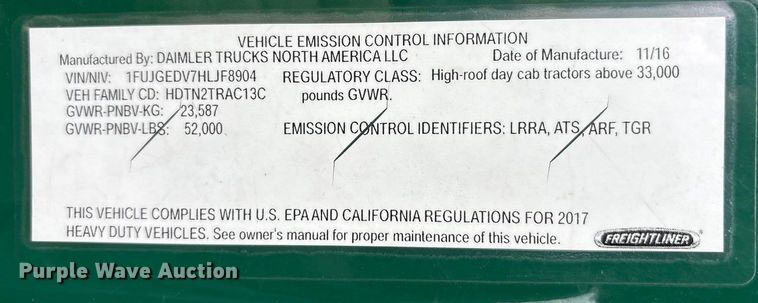 VEHICLE EMISSION CONTROL INFORMATION
Manufactured By: DAIMLER TRUCKS NORTH AMERICA LLC Date of Manufacture: 11/16
VIN/NIV: 1FUJGEDV7HLJF8904 REGULATORY CLASS: High-roof day cab tractors above 33,000
VEH FAMILY CD: HDTN2TRAC13C pounds GVWR.
GVWR-PNBV-KG: 23,587
GVWR-PNBV-LBS: 52,000 EMISSION CONTROL IDENTIFIERS: LRRA, ATS, ARF, TGR
THIS VEHICLE COMPLIES WITH U.S. EPA AND CALIFORNIA REGULATIONS FOR 2017
HEAVY DUTY VEHICLES. See owner's manual for proper maintenance of this vehicle. FREIGHTLINER
Purple Wave Auction